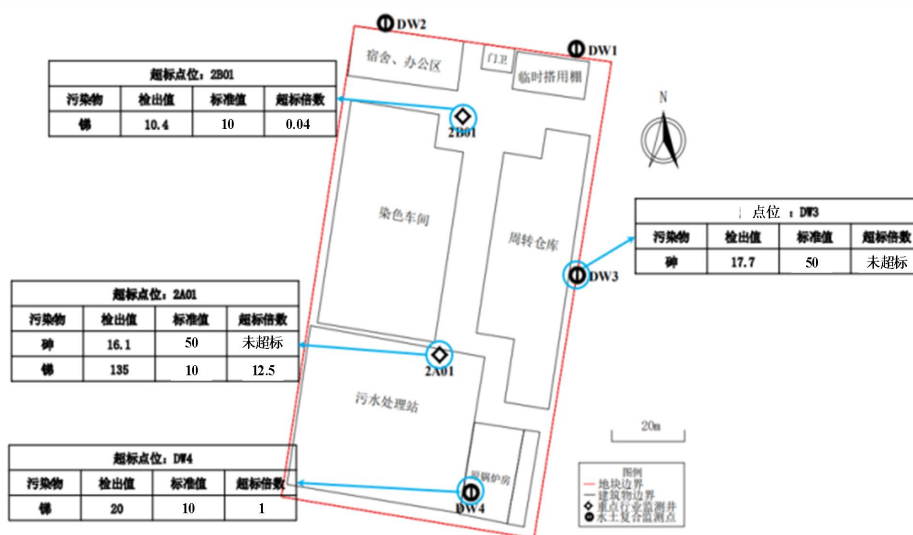 DW2
DW1
宿舍、办公区
门卫
临时搭用棚
超标点位：2B01
污染物 检出值 标准值 超标倍数
锑 10.4 10 0.04
2B01
N
染色车间
周转仓库
点位 ：DW3
污染物 检出值 标准值 超标倍数
砷 17.7 50 未超标
DW3
超标点位：2A01
污染物 检出值 标准值 超标倍数
砷 16.1 50 未超标
锑 135 10 12.5
2A01
污水处理站
20m
超标点位：DW4
污染物 检出值 标准值 超标倍数
锑 20 10 1
原锅炉房
DW4
图例
地块边界
建筑物边界
重点行业监测井
水土复合监测点